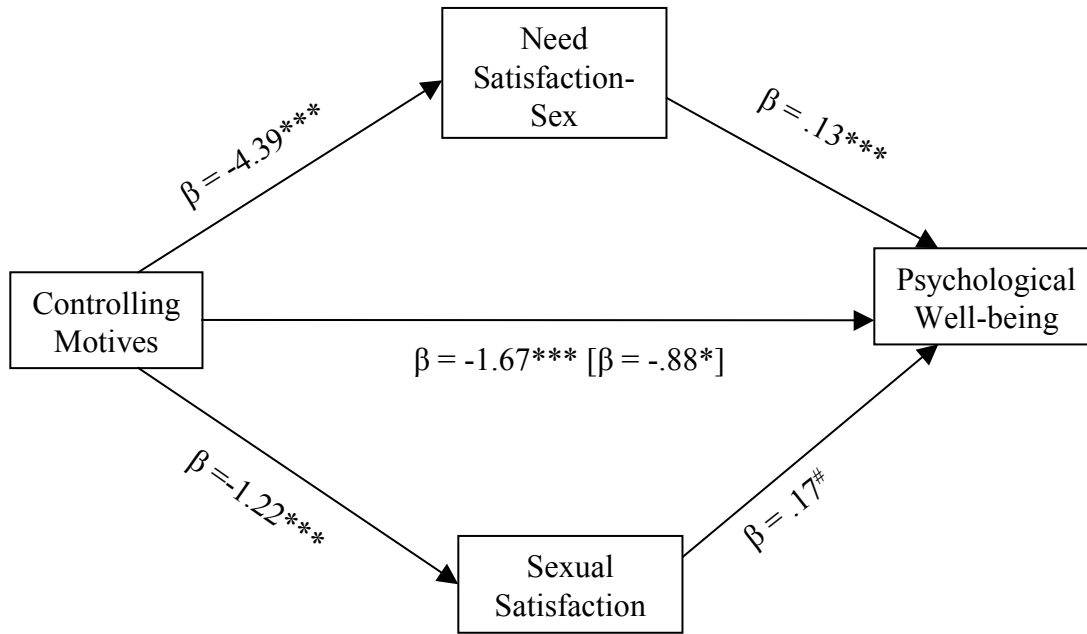 Need
Satisfaction-
Sex
β = -4.39***
β = .13***
Controlling
Motives
Psychological
Well-being
β = -1.67*** [β = -.88*]
β =-1.22***
β = .17#
Sexual
Satisfaction